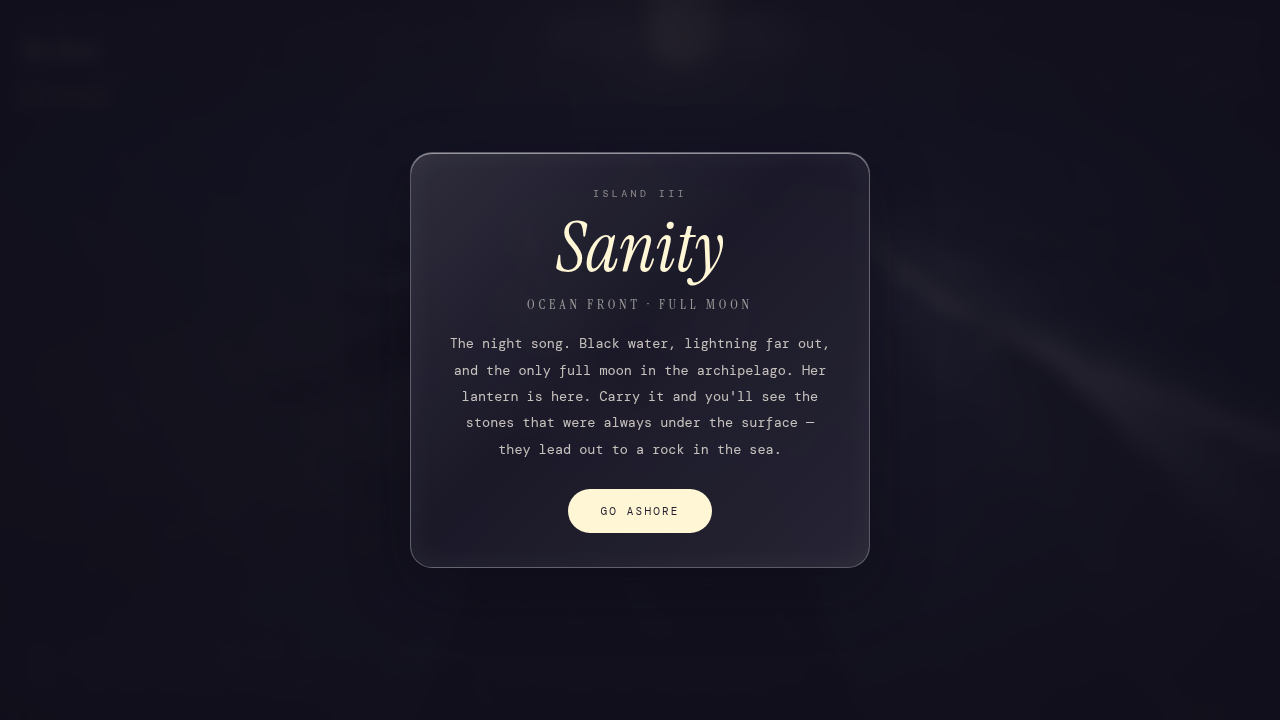 ISLAND III
Sanity
OCEAN FRONT · FULL MOON
The night song. Black water, lightning far out,
and the only full moon in the archipelago. Her
lantern is here. Carry it and you'll see the
stones that were always under the surface —
they lead out to a rock in the sea.
GO ASHORE